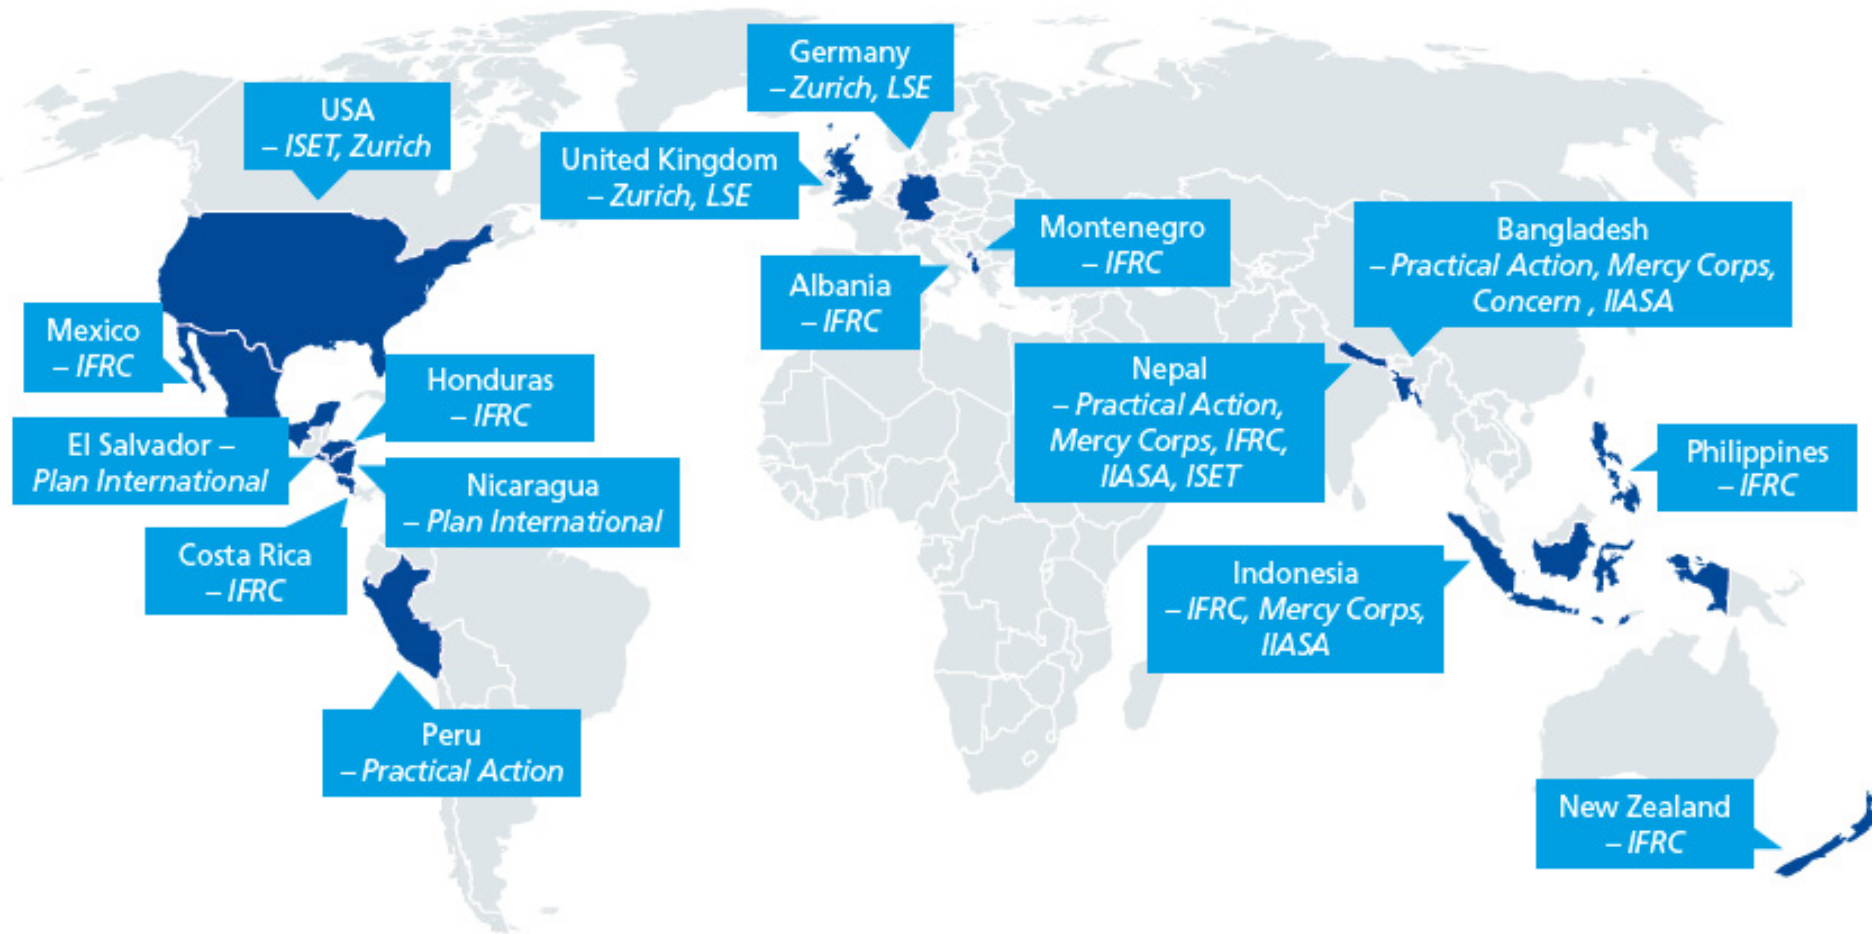 Germany
– Zurich, LSE
USA
– ISET, Zurich
United Kingdom
– Zurich, LSE
Montenegro
– IFRC
Bangladesh
– Practical Action, Mercy Corps,
Concern , IIASA
Albania
– IFRC
Mexico
– IFRC
Honduras
– IFRC
Nepal
– Practical Action,
Mercy Corps, IFRC,
IIASA, ISET
El Salvador –
Plan International
Philippines
– IFRC
Nicaragua
– Plan International
Costa Rica
– IFRC
Indonesia
– IFRC, Mercy Corps,
IIASA
Peru
– Practical Action
New Zealand
– IFRC